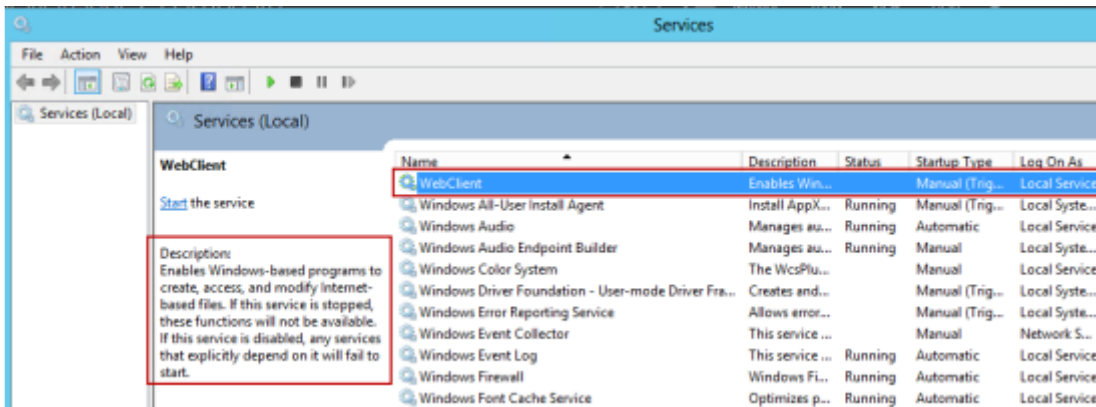 Services
File Action View Help
Services (Local)
Services (Local)
WebClient
Start the service
Description:
Enables Windows-based programs to
create, access, and modify Internet-
based files. If this service is stopped,
these functions will not be available.
If this service is disabled, any services
that explicitly depend on it will fail to
start.
Name Description Status Startup Type Log On As
WebClient Enables Win... Manual (Trig... Local Service
Windows All-User Install Agent Install AppX... Running Manual (Trig... Local Syste...
Windows Audio Manages au... Running Automatic Local Service
Windows Audio Endpoint Builder Manages au... Running Manual Local Syste...
Windows Color System The WcsPlu... Manual Local Service
Windows Driver Foundation - User-mode Driver Fra... Creates and... Manual (Trig... Local Syste...
Windows Error Reporting Service Allows error... Manual (Trig... Local Syste...
Windows Event Collector This service ... Manual Network S...
Windows Event Log This service ... Running Automatic Local Service
Windows Firewall Windows Fi... Running Automatic Local Service
Windows Font Cache Service Optimizes p... Running Automatic Local Service